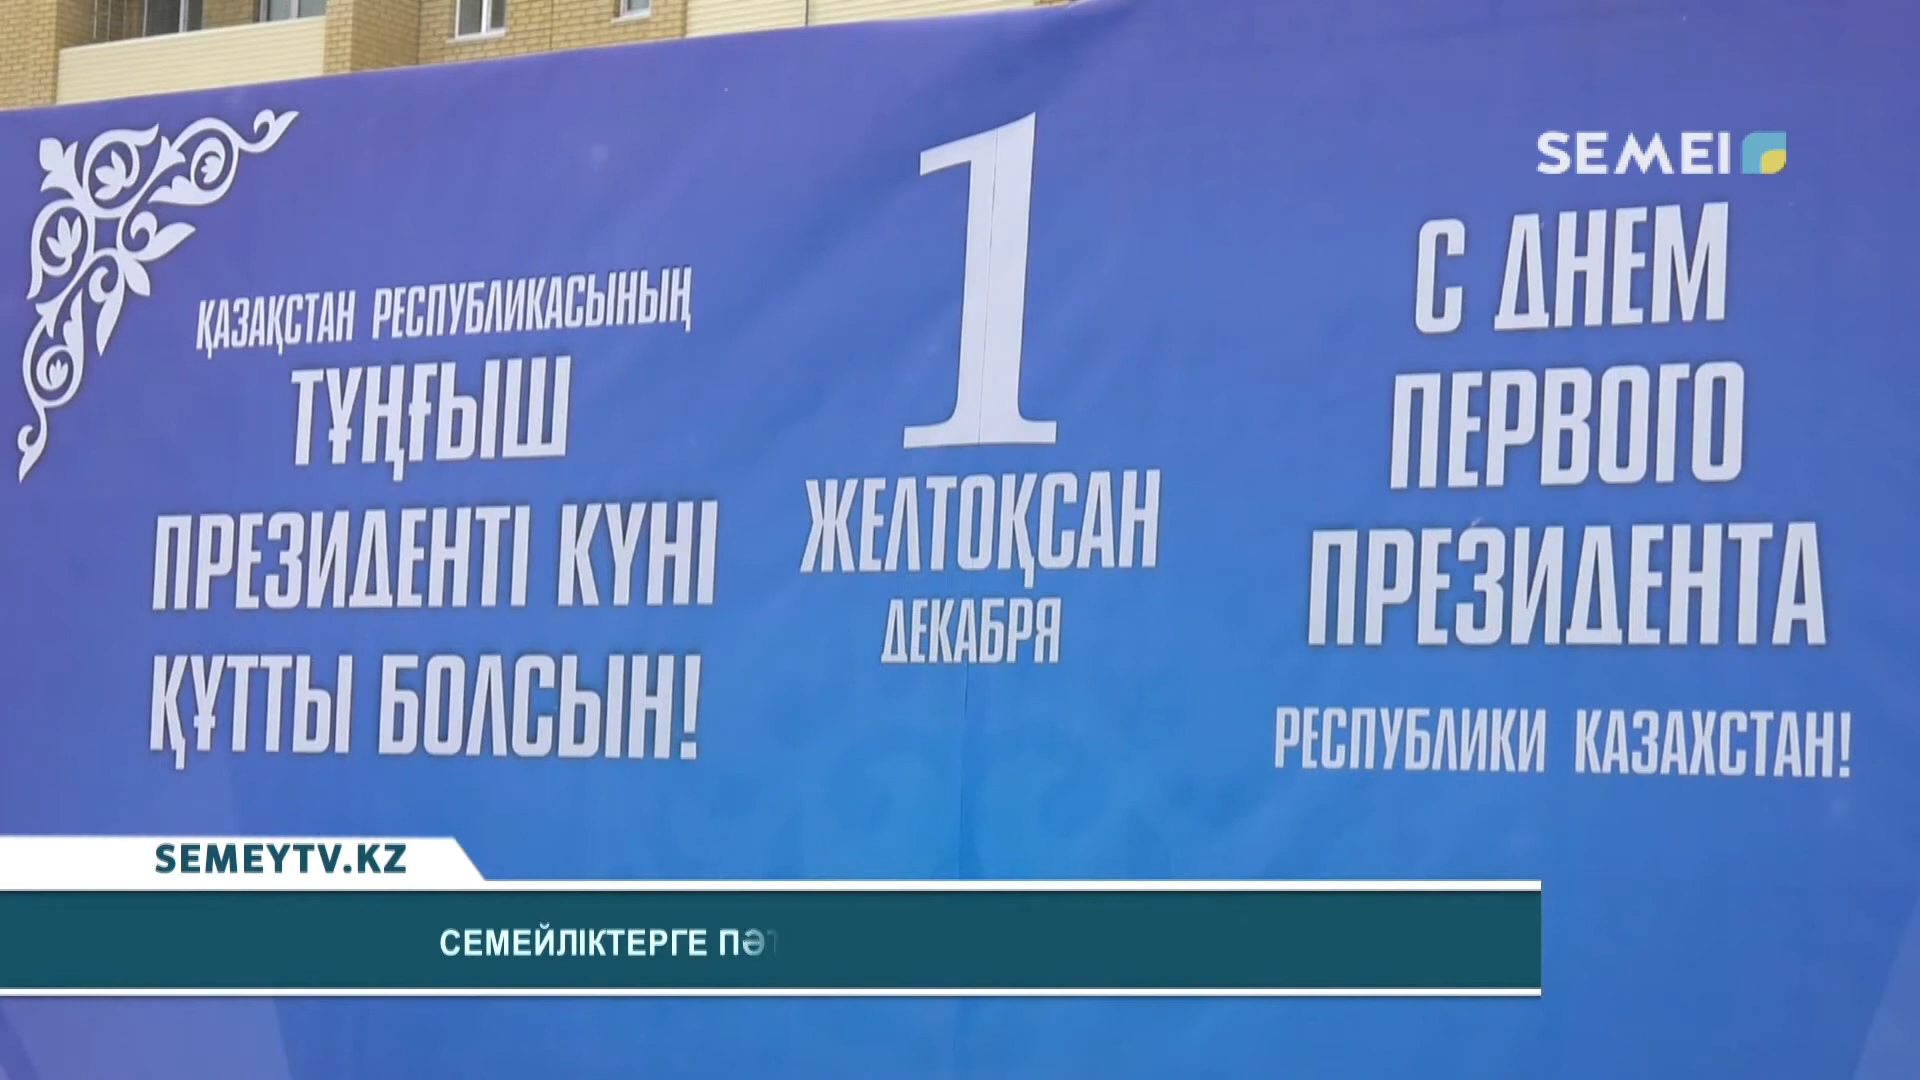 ҚАЗАҚСТАН РЕСПУБЛИКАСЫНЫҢ
ТҰҢҒЫШ
ПРЕЗИДЕНТІ КҮНІ
ҚҰТТЫ БОЛСЫН!
1
ЖЕЛТОҚСАН
ДЕКАБРЯ
SEMEI
С ДНЕМ
ПЕРВОГО
ПРЕЗИДЕНТА
РЕСПУБЛИКИ КАЗАХСТАН!
SEMEYTV.KZ
СЕМЕЙЛІКТЕРГЕ